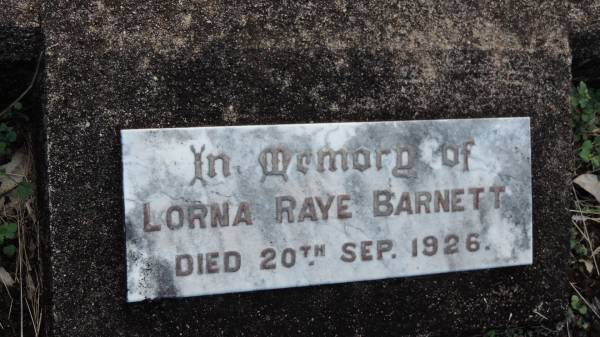 In Memory of
LORNA RAYE BARNETT
DIED 20TH SEP. 1926.